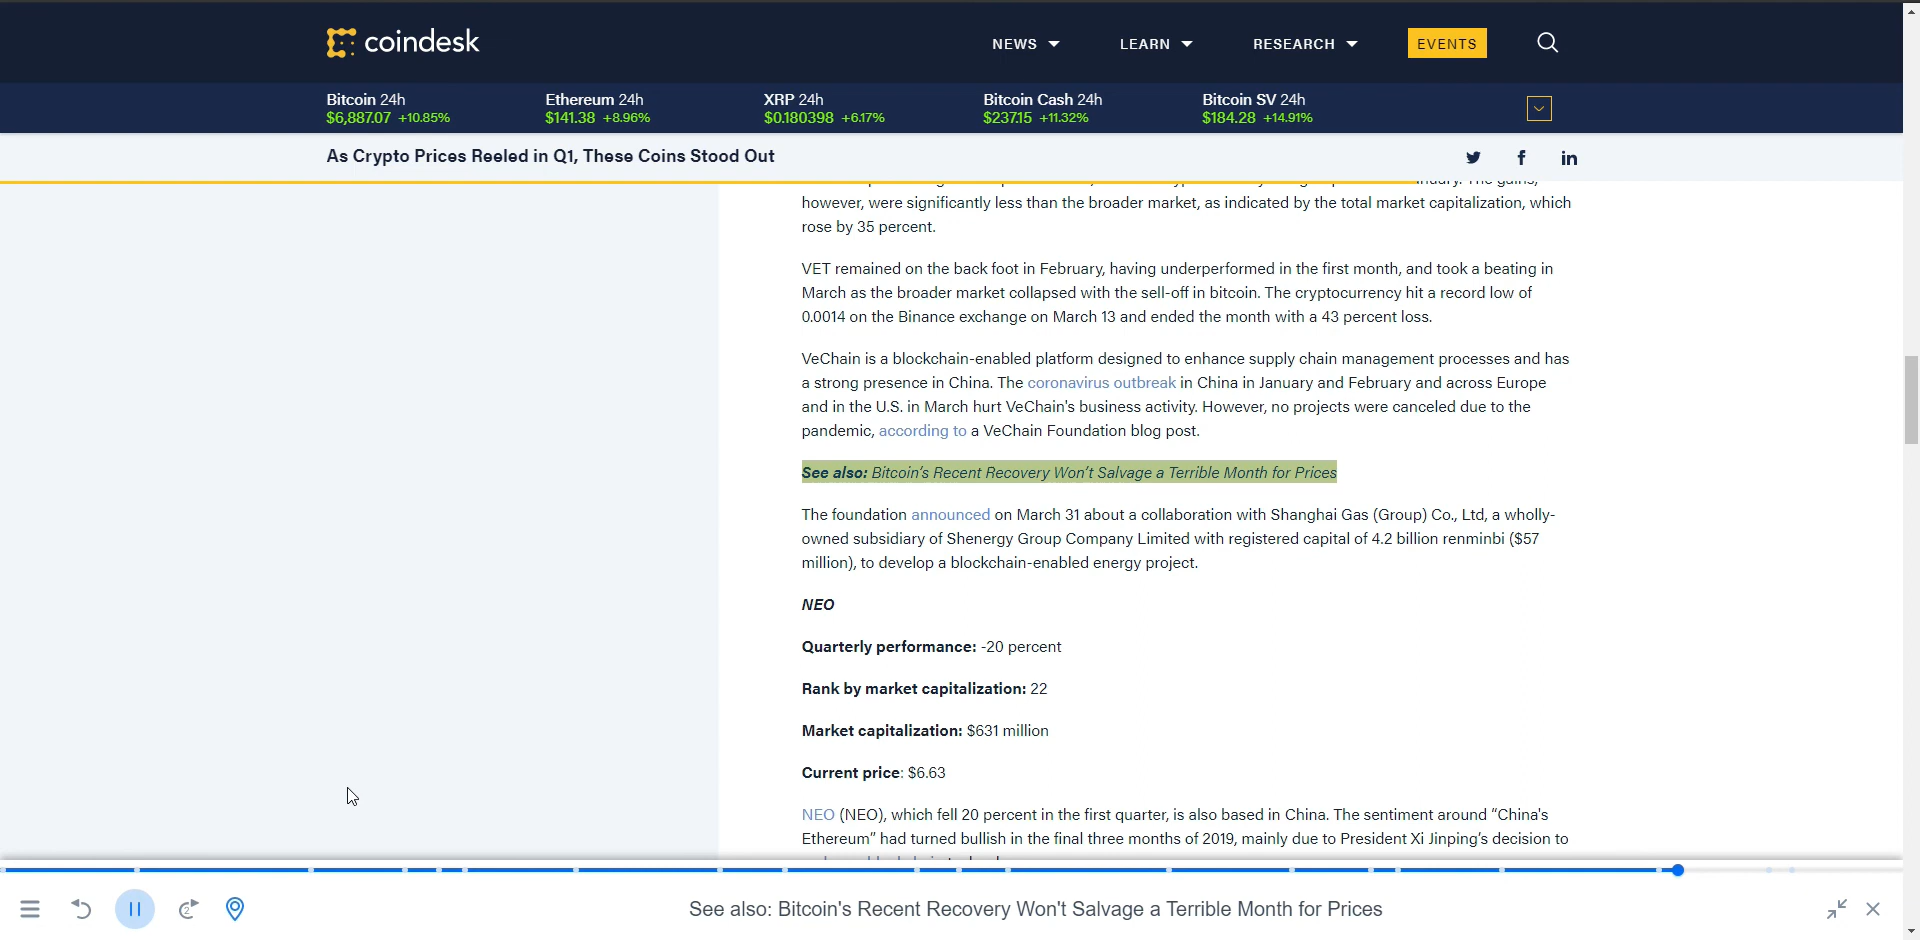 coindesk
NEWS
LEARN
RESEARCH
EVENTS
Bitcoin 24h
$6,887.07 +10.85%
Ethereum 24h
$141.38 +8.96%
XRP 24h
$0.180398 +6.17%
Bitcoin Cash 24h
$237.15 +11.32%
Bitcoin SV 24h
$184.28 +14.91%
As Crypto Prices Reeled in Q1, These Coins Stood Out
however, were significantly less than the broader market, as indicated by the total market capitalization, which
rose by 35 percent.
VET remained on the back foot in February, having underperformed in the first month, and took a beating in
March as the broader market collapsed with the sell-off in bitcoin. The cryptocurrency hit a record low of
0.0014 on the Binance exchange on March 13 and ended the month with a 43 percent loss.
VeChain is a blockchain-enabled platform designed to enhance supply chain management processes and has
a strong presence in China. The coronavirus outbreak in China in January and February and across Europe
and in the U.S. in March hurt VeChain's business activity. However, no projects were canceled due to the
pandemic, according to a VeChain Foundation blog post.
See also: Bitcoin's Recent Recovery Won't Salvage a Terrible Month for Prices
The foundation announced on March 31 about a collaboration with Shanghai Gas (Group) Co., Ltd, a wholly-
owned subsidiary of Shenergy Group Company Limited with registered capital of 4.2 billion renminbi ($57
million), to develop a blockchain-enabled energy project.
NEO
Quarterly performance: -20 percent
Rank by market capitalization: 22
Market capitalization: $631 million
Current price: $6.63
NEO (NEO), which fell 20 percent in the first quarter, is also based in China. The sentiment around “China's
Ethereum” had turned bullish in the final three months of 2019, mainly due to President Xi Jinping's decision to
2
See also: Bitcoin's Recent Recovery Won't Salvage a Terrible Month for Prices